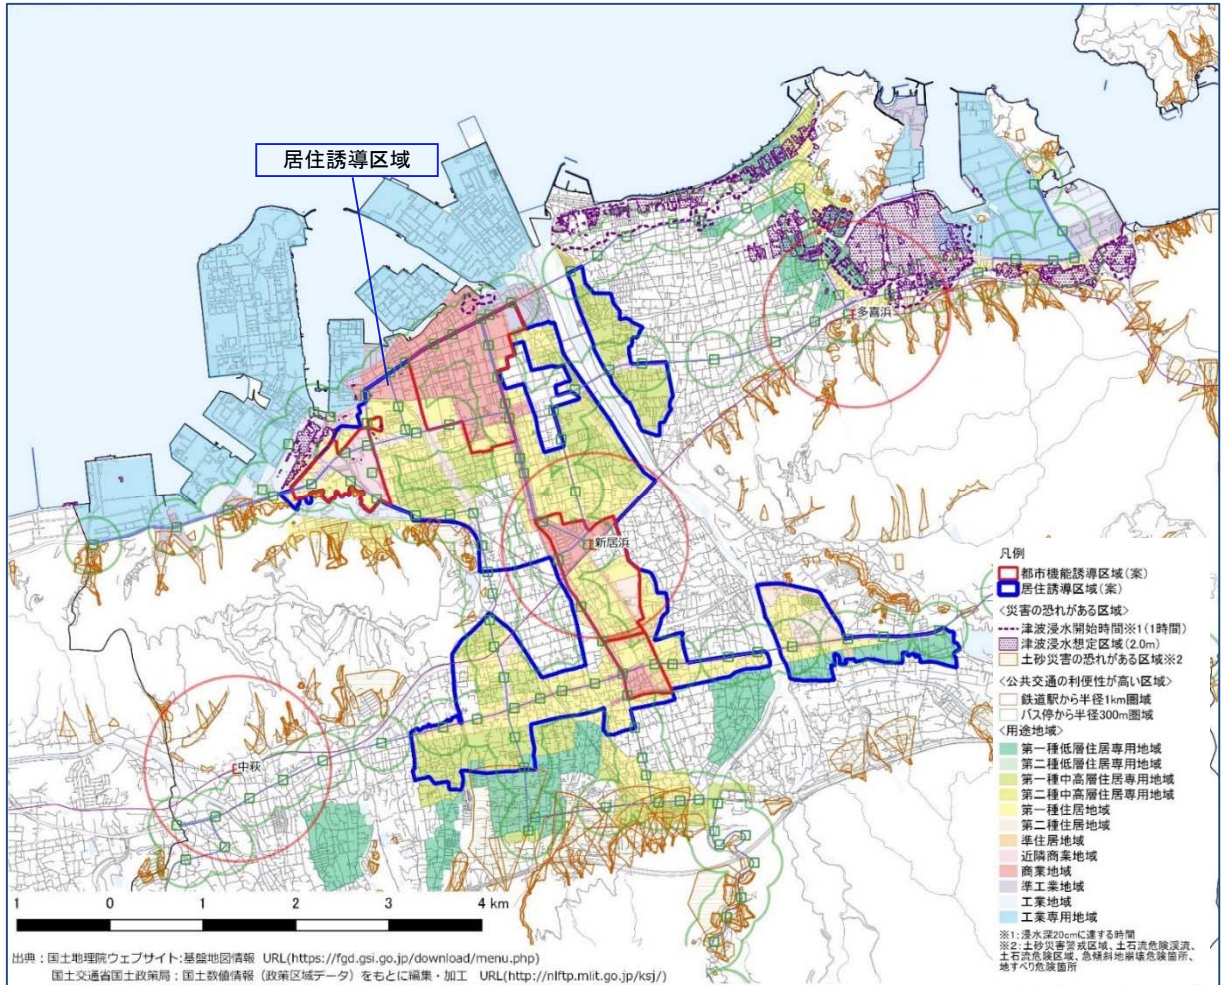 居住誘導区域
多喜浜
新居浜
中萩
凡例
都市機能誘導区域(案)
居住誘導区域(案)
<災害の恐れがある区域>
津波浸水開始時間※1(1時間)
津波浸水想定区域(2.0m)
土砂災害の恐れがある区域※2
<公共交通の利便性が高い区域>
鉄道駅から半径1km圏域
バス停から半径300m圏域
<用途地域>
第一種低層住居専用地域
第二種低層住居専用地域
第一種中高層住居専用地域
第二種中高層住居専用地域
第一種住居地域
第二種住居地域
準住居地域
近隣商業地域
商業地域
準工業地域
工業地域
工業専用地域
※1:浸水深20cmに達する時間
※2:土砂災害警戒区域、土石流危険渓流、
土石流危険区域、急傾斜地崩壊危険箇所、
地すべり危険箇所
1 0 1 2 3 4 km
出典:国土地理院ウェブサイト:基盤地図情報 URL(https://fgd.gsi.go.jp/download/menu.php)
国土交通省国土政策局:国土数値情報(政策区域データ)をもとに編集・加工 URL(http://nlftp.mlit.go.jp/ksj/)